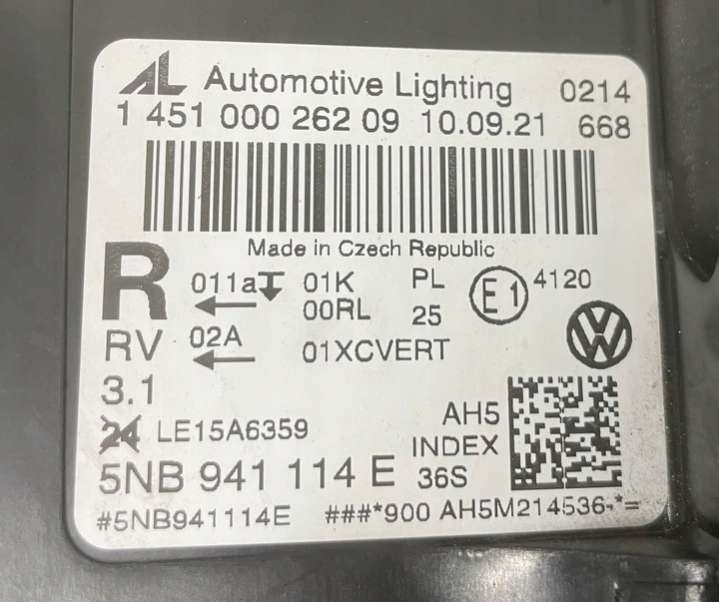 AL Automotive Lighting 0214
1 451 000 262 09 10.09.21 668
Made in Czech Republic
R 011a 01K PL E1 4120
00RL 25
RV 02A 01XCVERT
3.1
24 LE15A6359 AH5
INDEX
5NB 941 114 E 36S
#5NB941114E ###*900 AH5M214536-*=